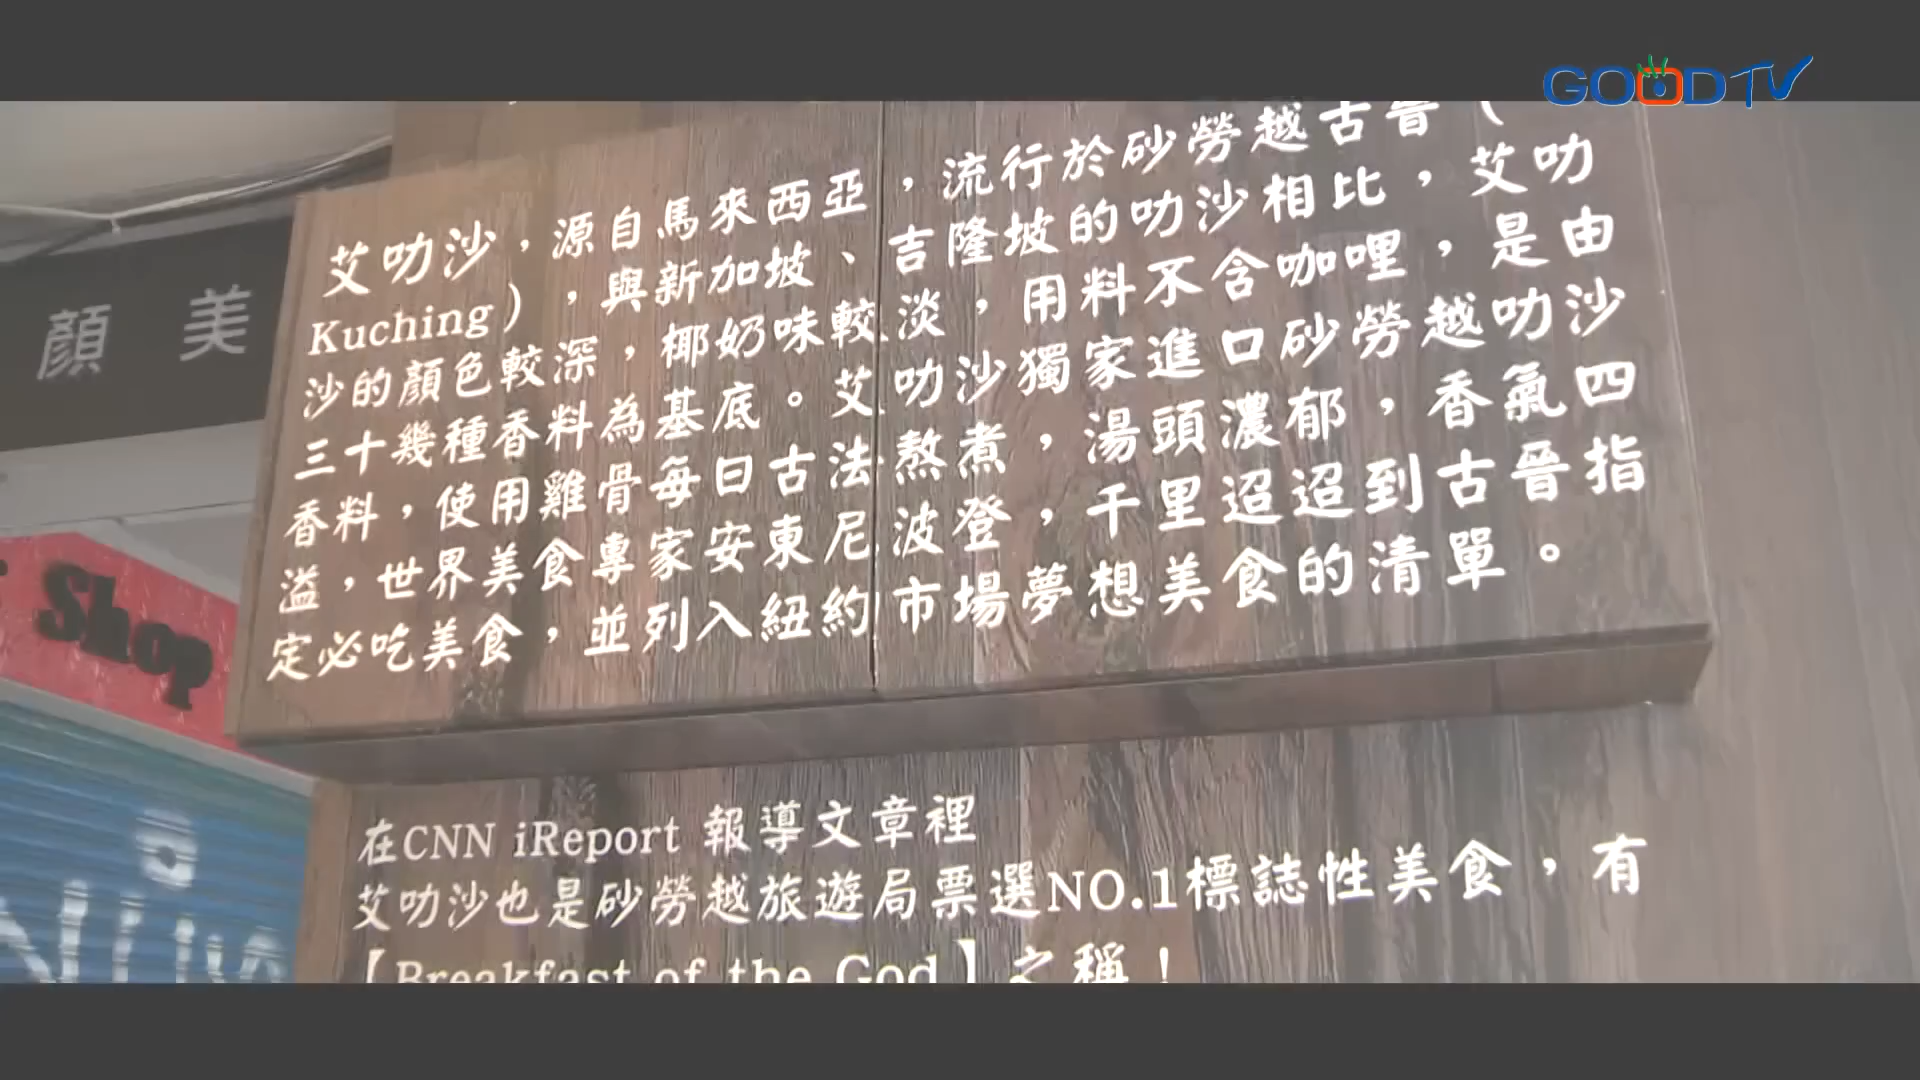 GOODTV
艾叻沙，源自馬來西亞，流行於砂勞越古晉（
Kuching），與新加坡、吉隆坡的叻沙相比，艾叻
沙的顏色較深，椰奶味較淡，用料不含咖哩，是由
三十幾種香料為基底。艾叻沙獨家進口砂勞越叻沙
香料，使用雞骨每日古法熬煮，湯頭濃郁，香氣四
溢，世界美食專家安東尼波登，千里迢迢到古晉指
定必吃美食，並列入紐約市場夢想美食的清單。
在CNN iReport 報導文章裡
艾叻沙也是砂勞越旅遊局票選NO.1標誌性美食，有
【Breakfast of the God】之稱！
顏 美
Shop